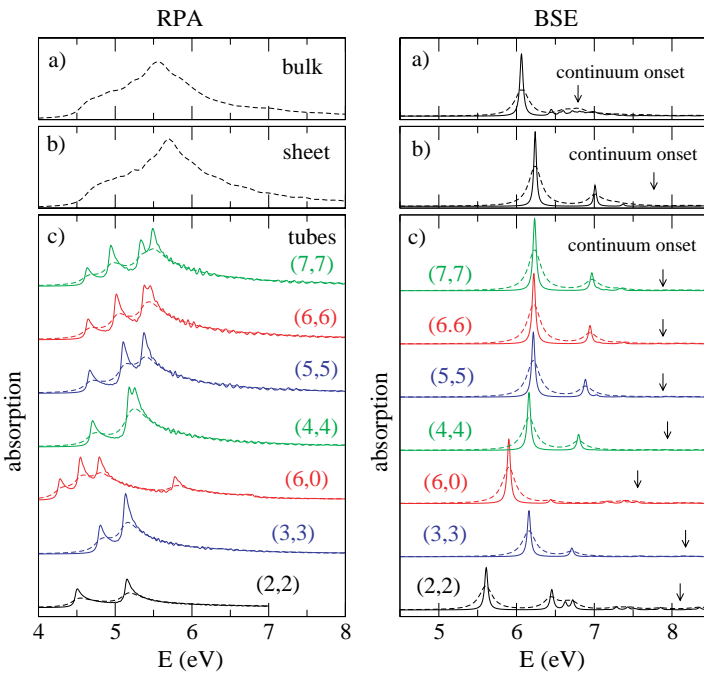 RPA
a)
bulk
b)
sheet
c)
tubes
(7,7)
(6,6)
(5,5)
(4,4)
(6,0)
(3,3)
(2,2)
absorption
4 5 6 7 8
E (eV)
BSE
a)
continuum onset
b)
continuum onset
c)
continuum onset
(7,7)
(6.6)
(5,5)
(4,4)
(6,0)
(3,3)
(2,2)
absorption
5 6 7 8
E (eV)